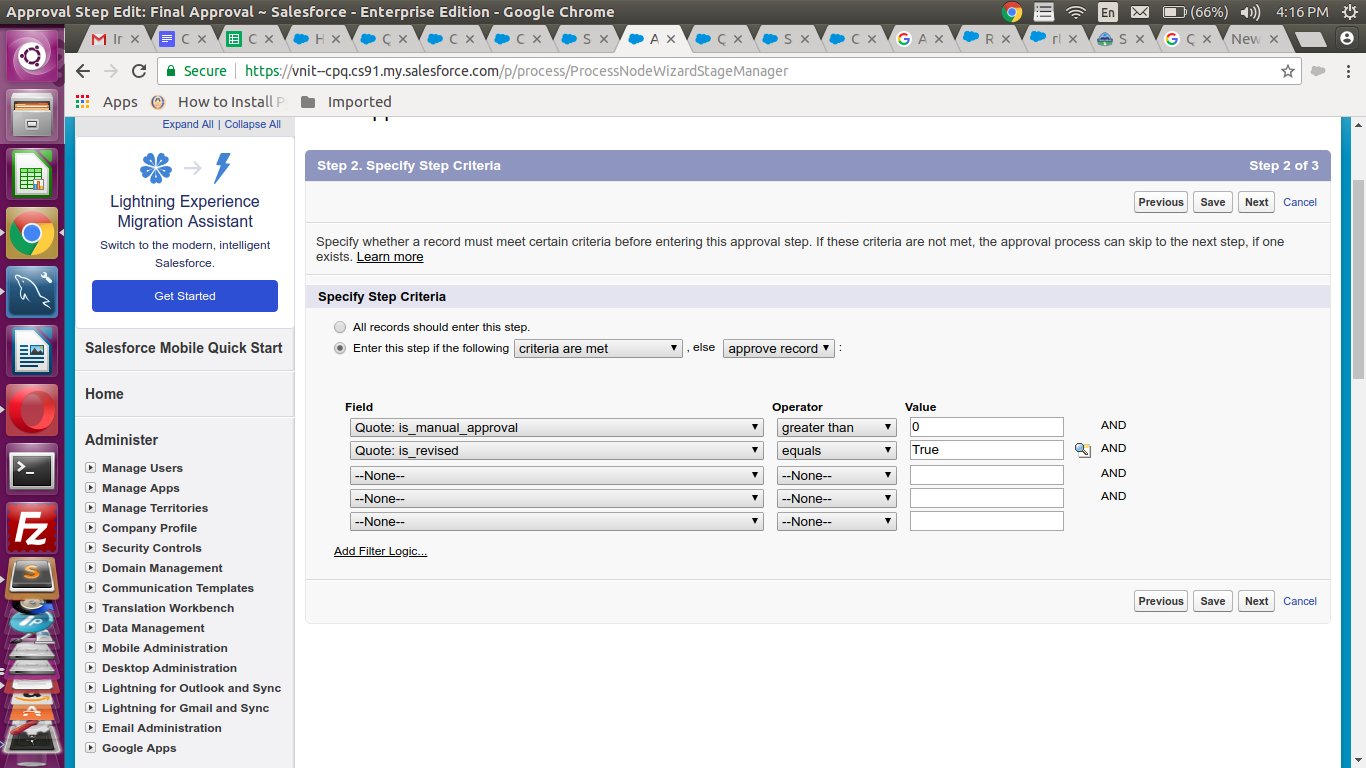 Approval Step Edit: Final Approval ~ Salesforce - Enterprise Edition - Google Chrome
En
(66%)
4:16 PM
Secure
https://vnit--cpq.cs91.my.salesforce.com/p/process/ProcessNodeWizardStageManager
Apps
How to Install
Imported
Expand All | Collapse All
Lightning Experience
Migration Assistant
Switch to the modern, intelligent
Salesforce.
Get Started
Salesforce Mobile Quick Start
Home
Administer
Manage Users
Manage Apps
Manage Territories
Company Profile
Security Controls
Domain Management
Communication Templates
Translation Workbench
Data Management
Mobile Administration
Desktop Administration
Lightning for Outlook and Sync
Lightning for Gmail and Sync
Email Administration
Google Apps
Step 2. Specify Step Criteria
Step 2 of 3
Previous Save Next Cancel
Specify whether a record must meet certain criteria before entering this approval step. If these criteria are not met, the approval process can skip to the next step, if one
exists. Learn more
Specify Step Criteria
All records should enter this step.
Enter this step if the following criteria are met , else approve record :
Field Operator Value
Quote: is_manual_approval greater than 0 AND
Quote: is_revised equals True AND
--None-- --None-- AND
--None-- --None-- AND
--None-- --None--
Add Filter Logic...
Previous Save Next Cancel